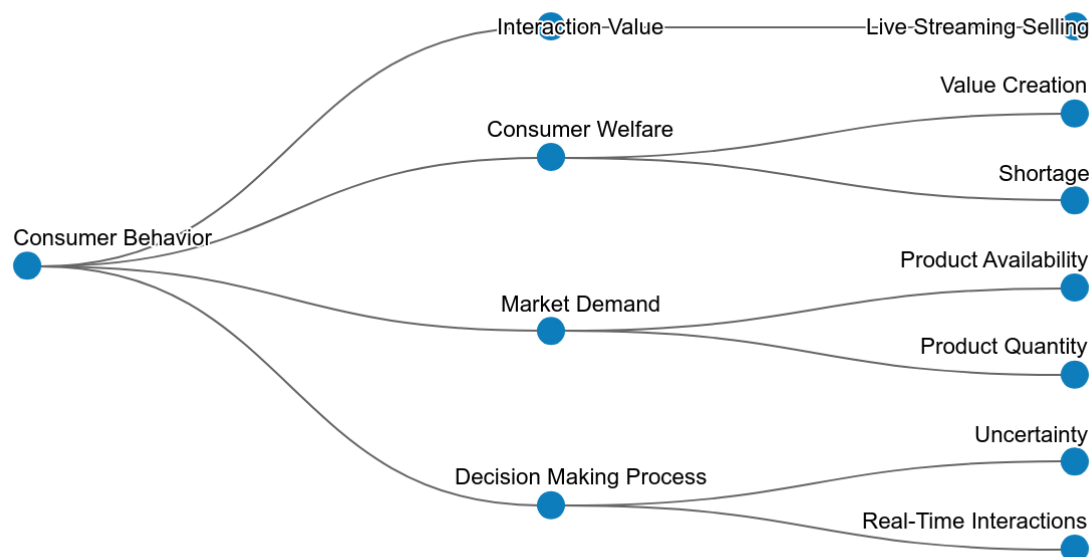 Interaction Value
Live Streaming Selling
Value Creation
Consumer Welfare
Shortage
Consumer Behavior
Product Availability
Market Demand
Product Quantity
Uncertainty
Decision Making Process
Real-Time Interactions